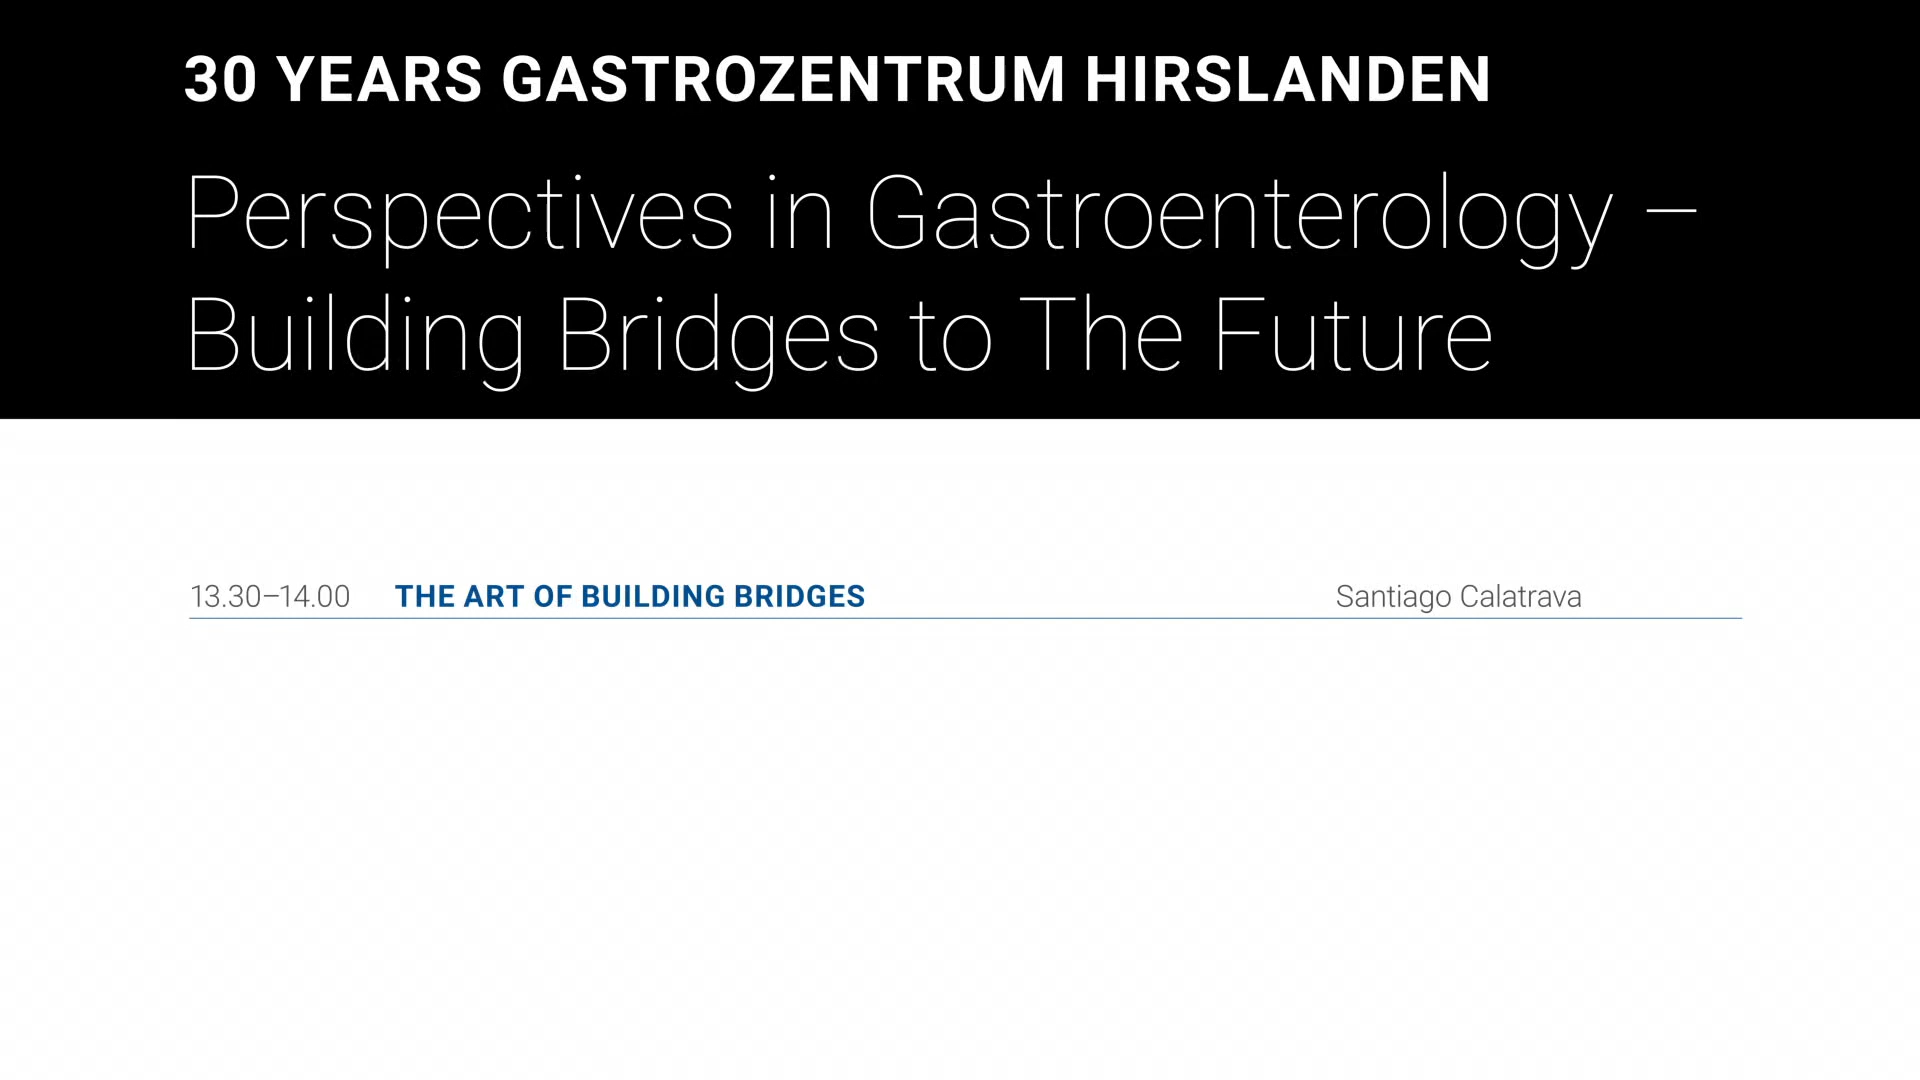 30 YEARS GASTROZENTRUM HIRSLANDEN
Perspectives in Gastroenterology –
Building Bridges to The Future
13.30–14.00 THE ART OF BUILDING BRIDGES Santiago Calatrava